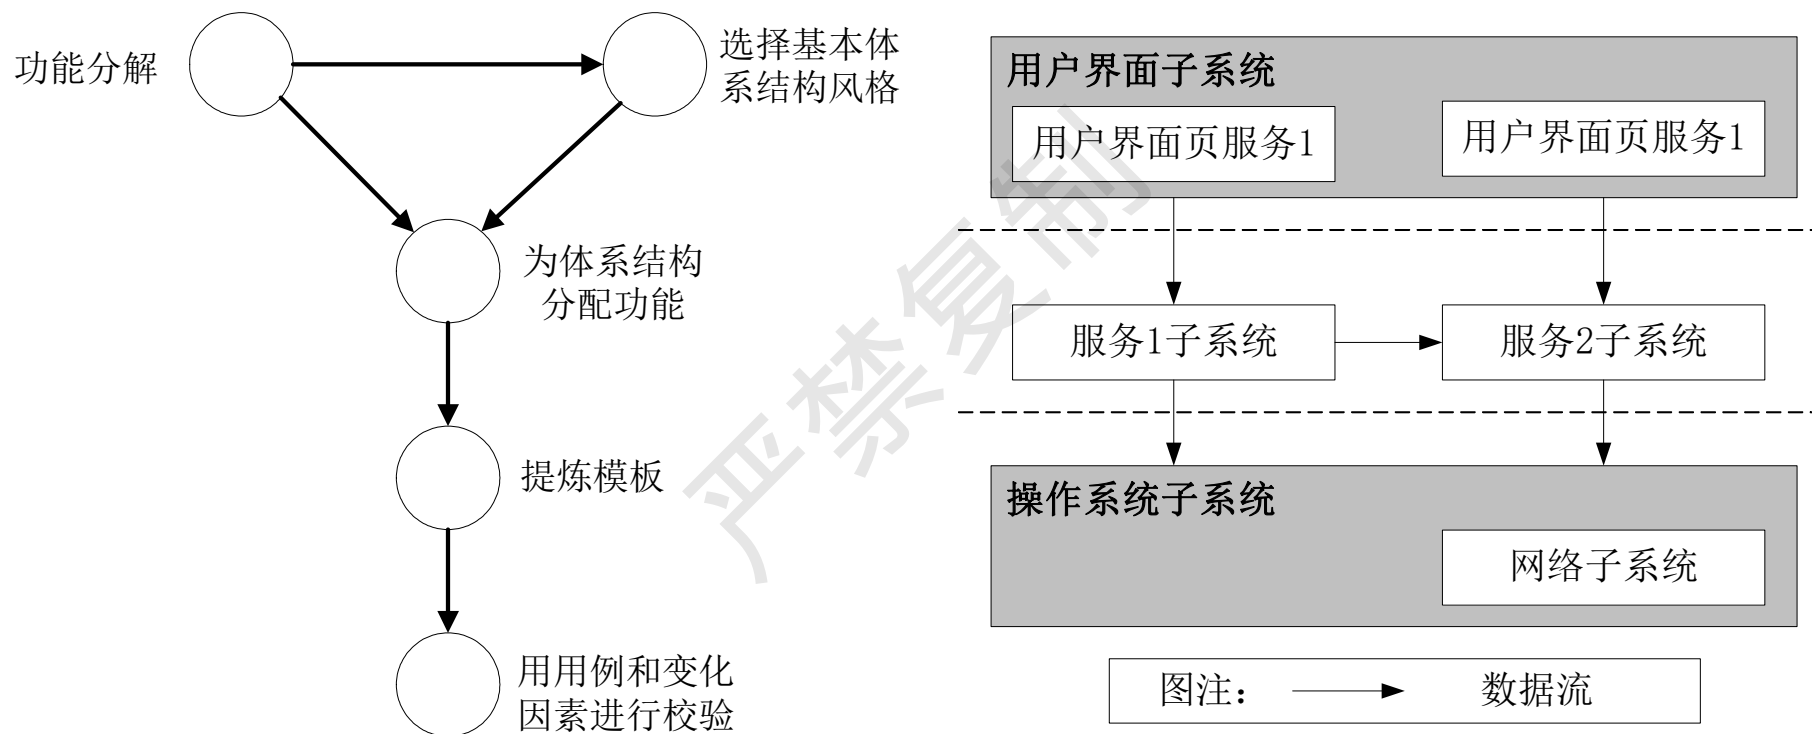 功能分解
选择基本体
系结构风格
为体系结构
分配功能
提炼模板
用用例和变化
因素进行校验
用户界面子系统
用户界面页服务1
用户界面页服务1
服务1子系统
服务2子系统
操作系统子系统
网络子系统
图注：
数据流
严禁复制